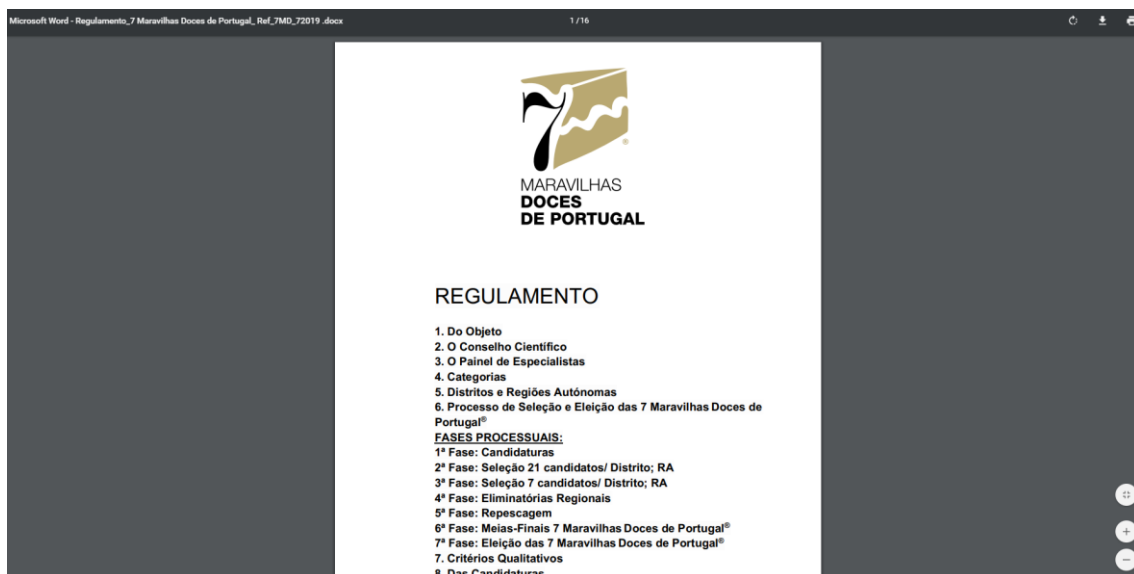 Microsoft Word - Regulamento_7 Maravilhas Doces de Portugal_ Ref_7MD_72019 .docx
1 / 16
7
®
MARAVILHAS
DOCES
DE PORTUGAL
REGULAMENTO
1. Do Objeto
2. O Conselho Científico
3. O Painel de Especialistas
4. Categorias
5. Distritos e Regiões Autónomas
6. Processo de Seleção e Eleição das 7 Maravilhas Doces de
Portugal®
FASES PROCESSUAIS:
1ª Fase: Candidaturas
2ª Fase: Seleção 21 candidatos/ Distrito; RA
3ª Fase: Seleção 7 candidatos/ Distrito; RA
4ª Fase: Eliminatórias Regionais
5ª Fase: Repescagem
6ª Fase: Meias-Finais 7 Maravilhas Doces de Portugal®
7ª Fase: Eleição das 7 Maravilhas Doces de Portugal®
7. Critérios Qualitativos
8. Das Candidaturas